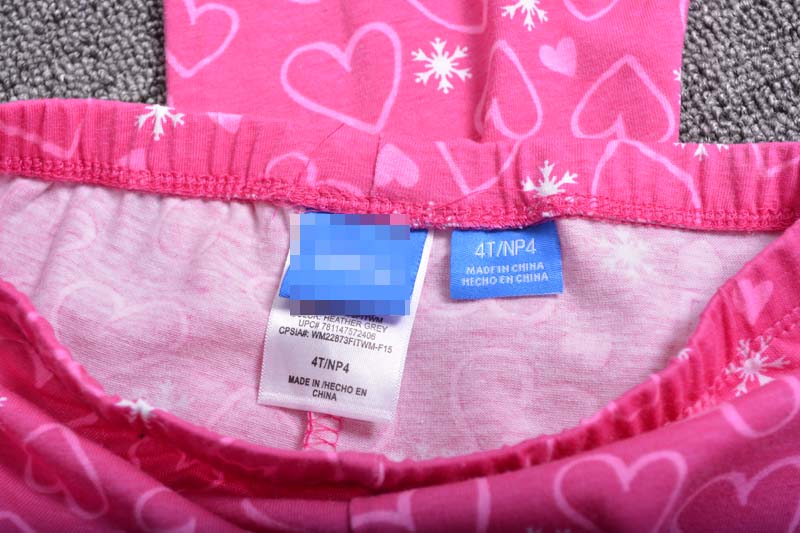 COLOR: HEATHER GREY
UPC# 781147572406
CPSIA#: WM22873FITWM-F15
4T/NP4
MADE IN /HECHO EN
CHINA
4T/NP4
MADE IN CHINA
HECHO EN CHINA